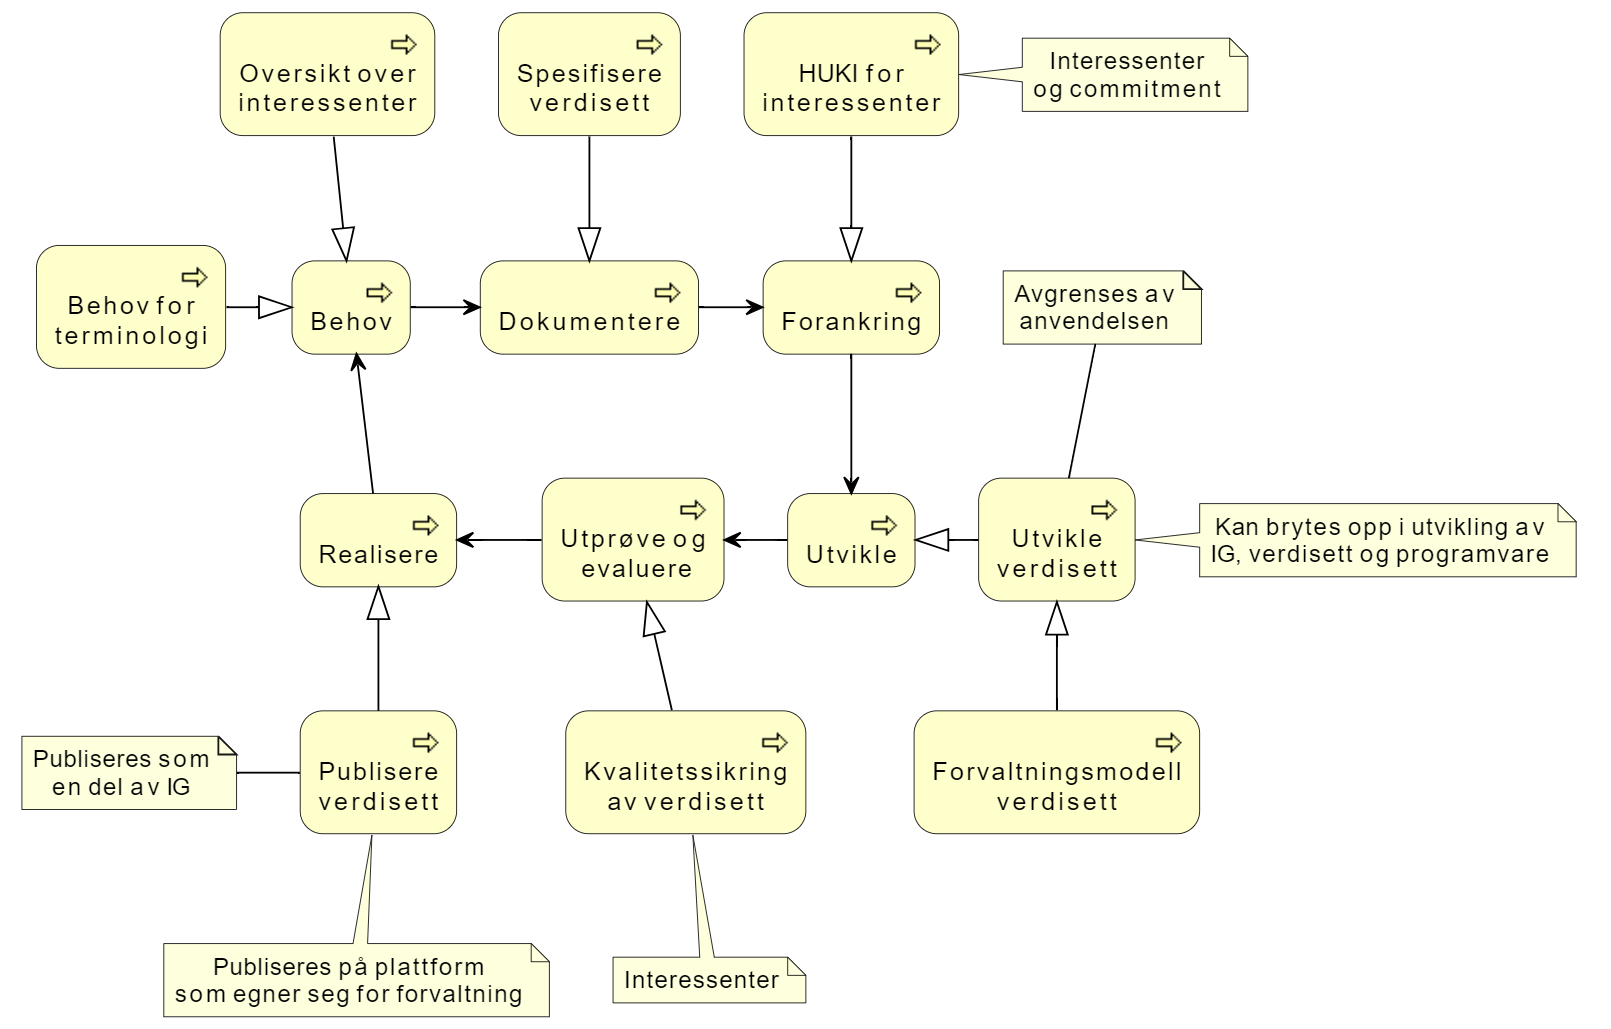 Oversikt over
interessenter
Spesifisere
verdisett
HUKI for
interessenter
Interessenter
og commitment
Behov for
terminologi
Behov
Dokumentere
Forankring
Avgrenses av
anvendelsen
Realisere
Utprøve og
evaluere
Utvikle
Utvikle
verdisett
Kan brytes opp i utvikling av
IG, verdisett og programvare
Publiseres som
en del av IG
Publisere
verdisett
Kvalitetssikring
av verdisett
Forvaltningsmodell
verdisett
Publiseres på plattform
som egner seg for forvaltning
Interessenter